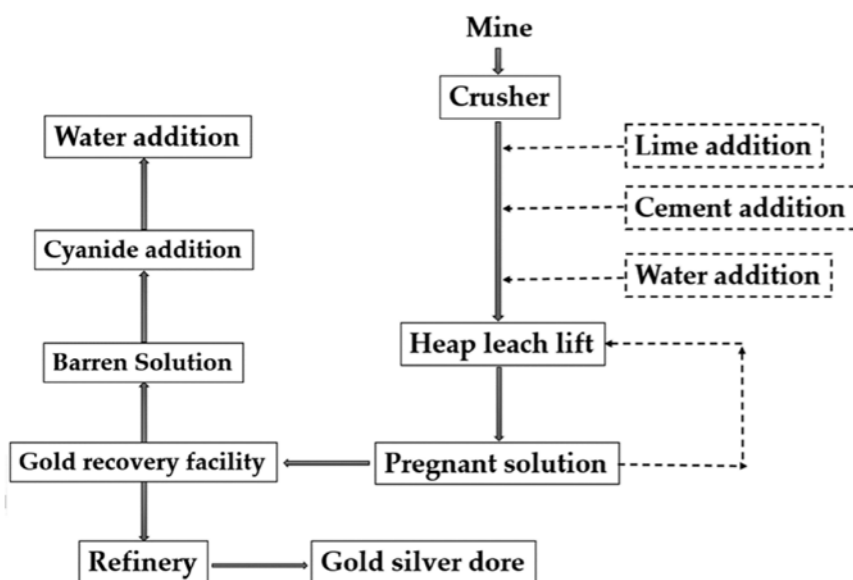 Mine
Crusher
Water addition
Lime addition
Cement addition
Cyanide addition
Water addition
Heap leach lift
Barren Solution
Gold recovery facility
Pregnant solution
Refinery
Gold silver dore